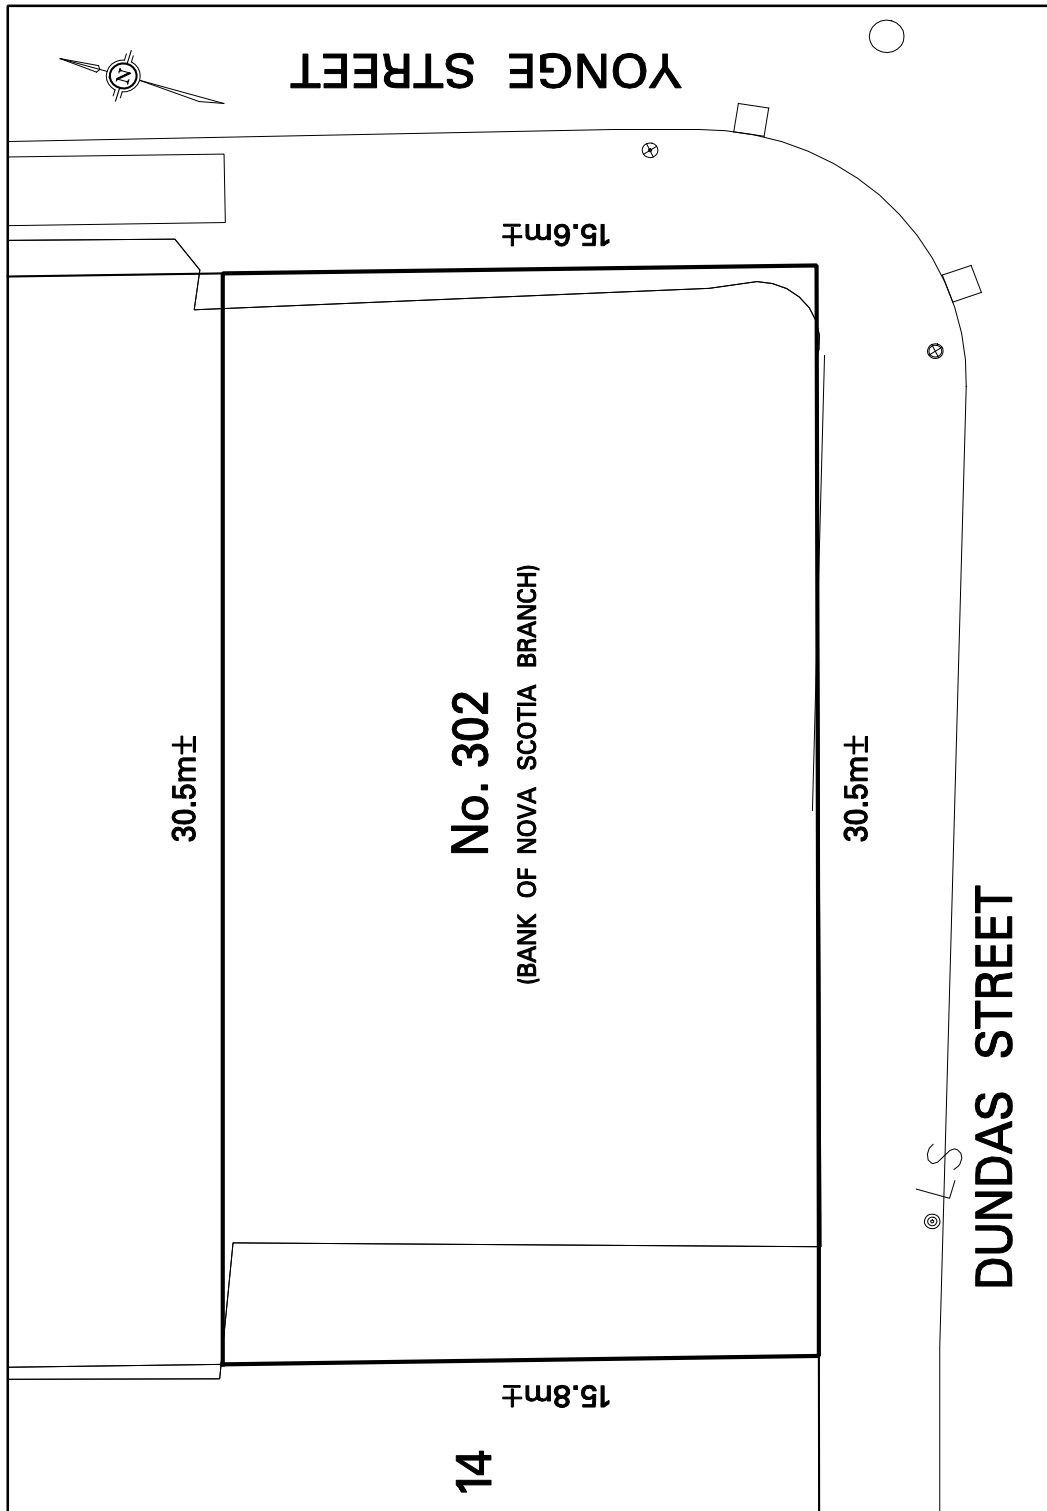 YONGE STREET
N
15.6m±
30.5m±
No. 302
(BANK OF NOVA SCOTIA BRANCH)
30.5m±
DUNDAS STREET
LS
15.8m±
14